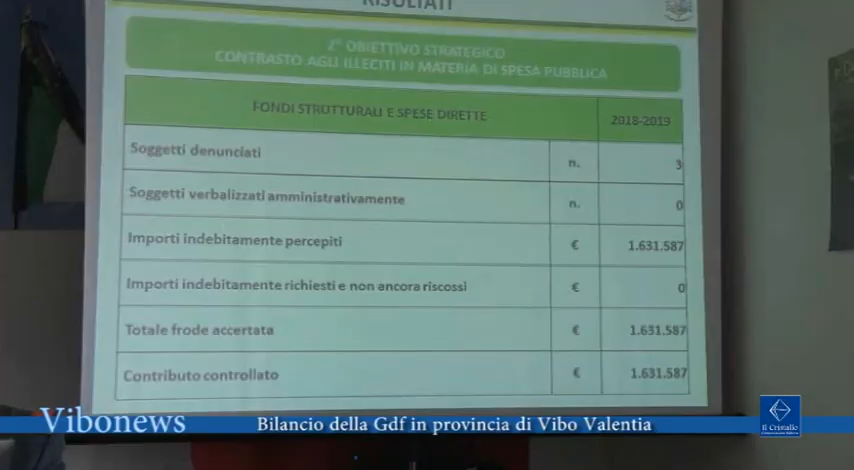 RISULTATI
2° OBIETTIVO STRATEGICO
CONTRASTO AGLI ILLECITI IN MATERIA DI SPESA PUBBLICA
FONDI STRUTTURALI E SPESE DIRETTE 2018-2019
Soggetti denunciati n. 3
Soggetti verbalizzati amministrativamente n. 0
Importi indebitamente percepiti € 1.631.587
Importi indebitamente richiesti e non ancora riscossi € 0
Totale frode accertata € 1.631.587
Contributo controllato € 1.631.587
Vibonews Bilancio della Gdf in provincia di Vibo Valentia Il Cristallo